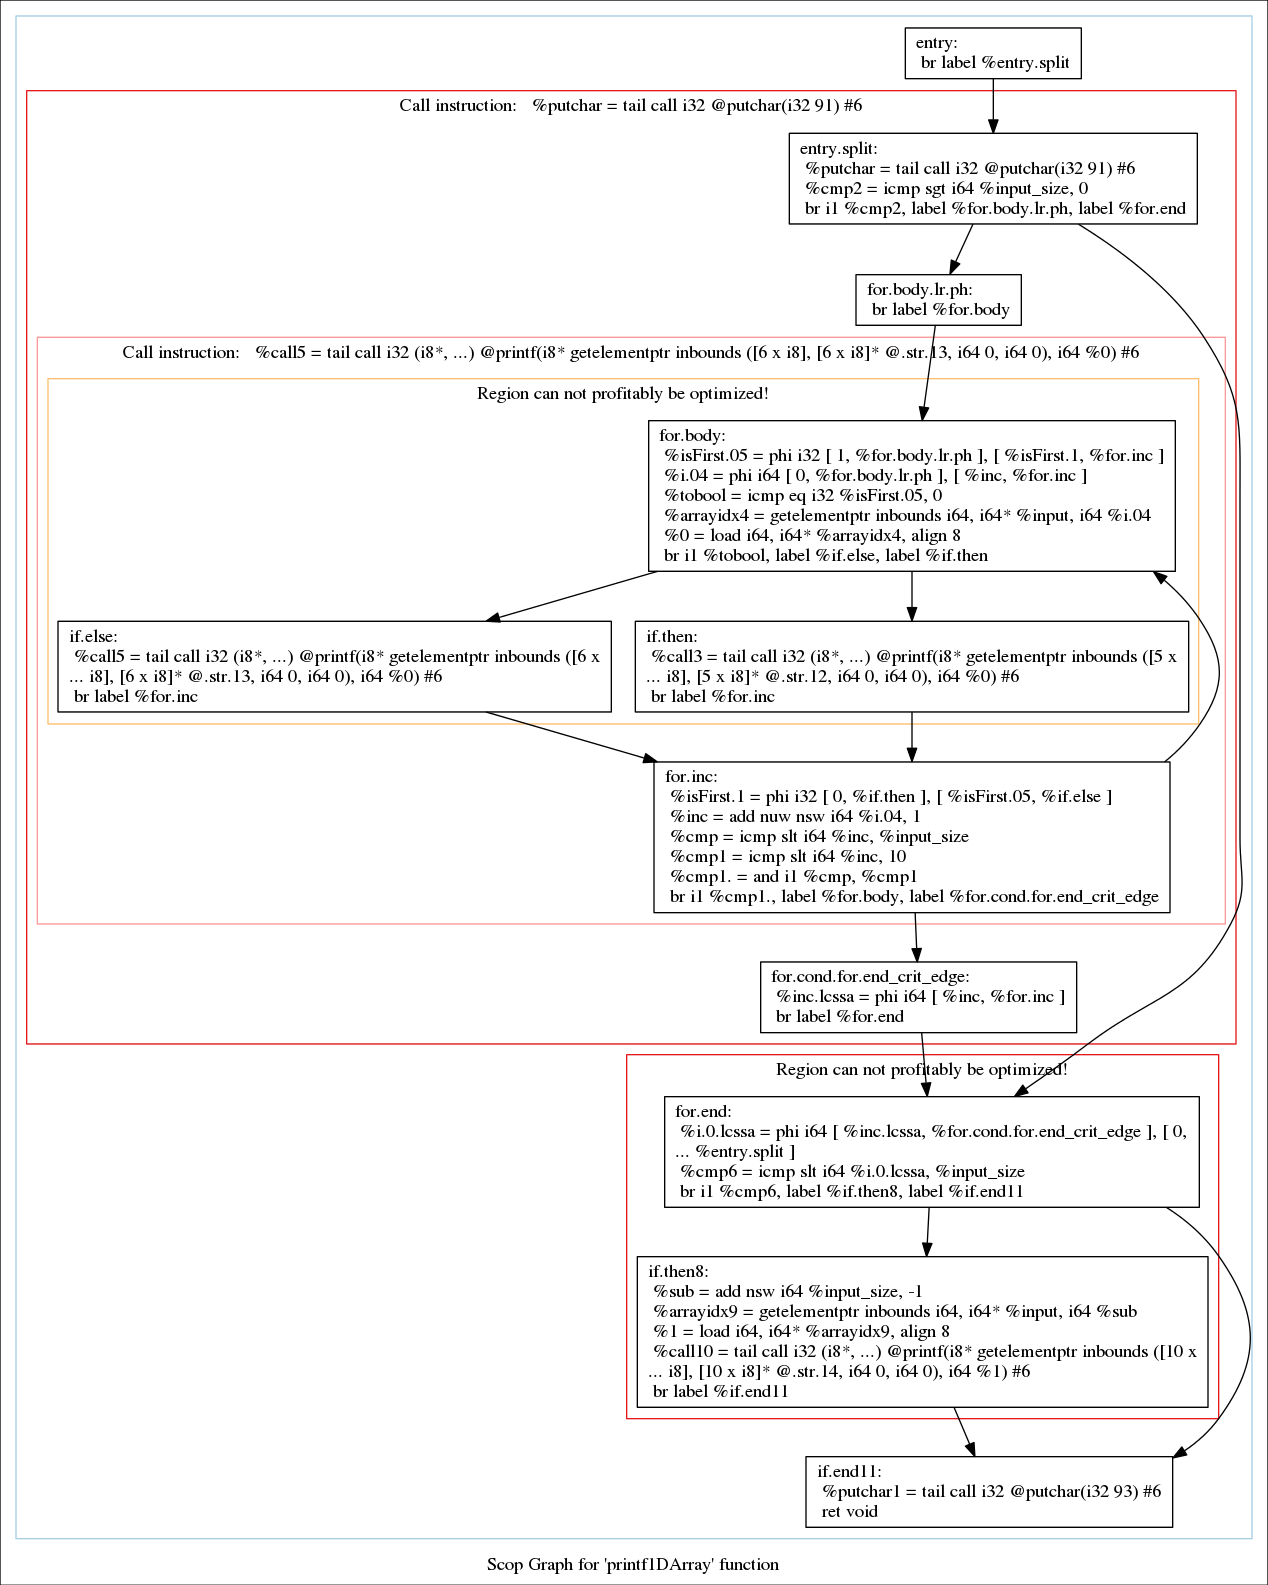 entry:
br label %entry.split
Call instruction:   %putchar = tail call i32 @putchar(i32 91) #6
entry.split:
%putchar = tail call i32 @putchar(i32 91) #6
%cmp2 = icmp sgt i64 %input_size, 0
br i1 %cmp2, label %for.body.lr.ph, label %for.end
for.body.lr.ph:
br label %for.body
Call instruction:   %call5 = tail call i32 (i8*, ...) @printf(i8* getelementptr inbounds ([6 x i8], [6 x i8]* @.str.13, i64 0, i64 0), i64 %0) #6
Region can not profitably be optimized!
for.body:
%isFirst.05 = phi i32 [ 1, %for.body.lr.ph ], [ %isFirst.1, %for.inc ]
%i.04 = phi i64 [ 0, %for.body.lr.ph ], [ %inc, %for.inc ]
%tobool = icmp eq i32 %isFirst.05, 0
%arrayidx4 = getelementptr inbounds i64, i64* %input, i64 %i.04
%0 = load i64, i64* %arrayidx4, align 8
br i1 %tobool, label %if.else, label %if.then
if.else:
%call5 = tail call i32 (i8*, ...) @printf(i8* getelementptr inbounds ([6 x
... i8], [6 x i8]* @.str.13, i64 0, i64 0), i64 %0) #6
br label %for.inc
if.then:
%call3 = tail call i32 (i8*, ...) @printf(i8* getelementptr inbounds ([5 x
... i8], [5 x i8]* @.str.12, i64 0, i64 0), i64 %0) #6
br label %for.inc
for.inc:
%isFirst.1 = phi i32 [ 0, %if.then ], [ %isFirst.05, %if.else ]
%inc = add nuw nsw i64 %i.04, 1
%cmp = icmp slt i64 %inc, %input_size
%cmp1 = icmp slt i64 %inc, 10
%cmp1. = and i1 %cmp, %cmp1
br i1 %cmp1., label %for.body, label %for.cond.for.end_crit_edge
for.cond.for.end_crit_edge:
%inc.lcssa = phi i64 [ %inc, %for.inc ]
br label %for.end
Region can not profitably be optimized!
for.end:
%i.0.lcssa = phi i64 [ %inc.lcssa, %for.cond.for.end_crit_edge ], [ 0,
... %entry.split ]
%cmp6 = icmp slt i64 %i.0.lcssa, %input_size
br i1 %cmp6, label %if.then8, label %if.end11
if.then8:
%sub = add nsw i64 %input_size, -1
%arrayidx9 = getelementptr inbounds i64, i64* %input, i64 %sub
%1 = load i64, i64* %arrayidx9, align 8
%call10 = tail call i32 (i8*, ...) @printf(i8* getelementptr inbounds ([10 x
... i8], [10 x i8]* @.str.14, i64 0, i64 0), i64 %1) #6
br label %if.end11
if.end11:
%putchar1 = tail call i32 @putchar(i32 93) #6
ret void
Scop Graph for 'printf1DArray' function